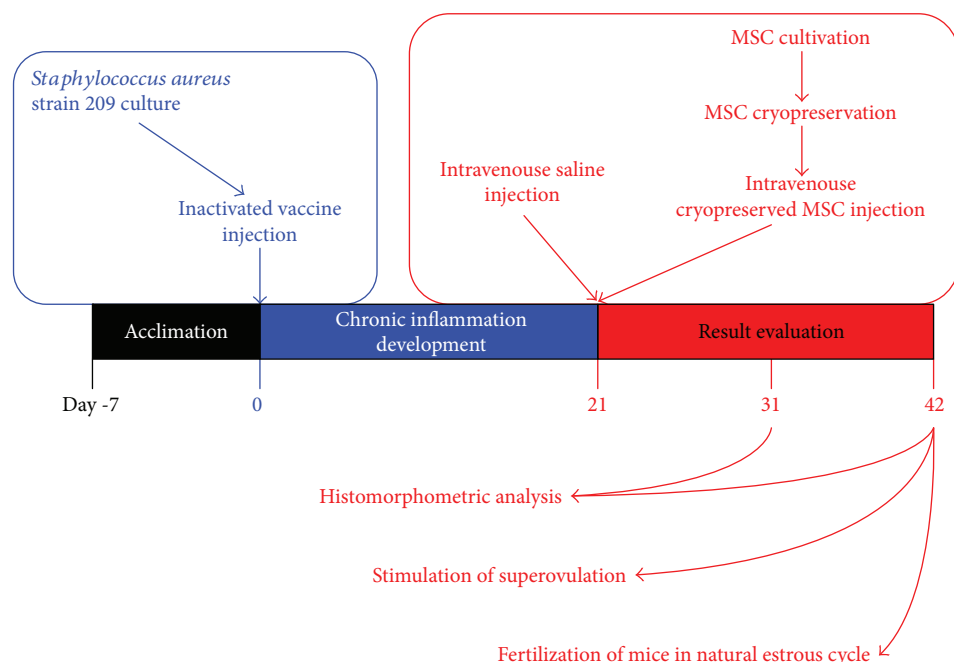 Staphylococcus aureus
strain 209 culture
Inactivated vaccine
injection
MSC cultivation
MSC cryopreservation
Intravenouse saline
injection
Intravenouse
cryopreserved MSC injection
Acclimation
Chronic inflammation
development
Result evaluation
Day -7
0
21
31
42
Histomorphometric analysis
Stimulation of superovulation
Fertilization of mice in natural estrous cycle